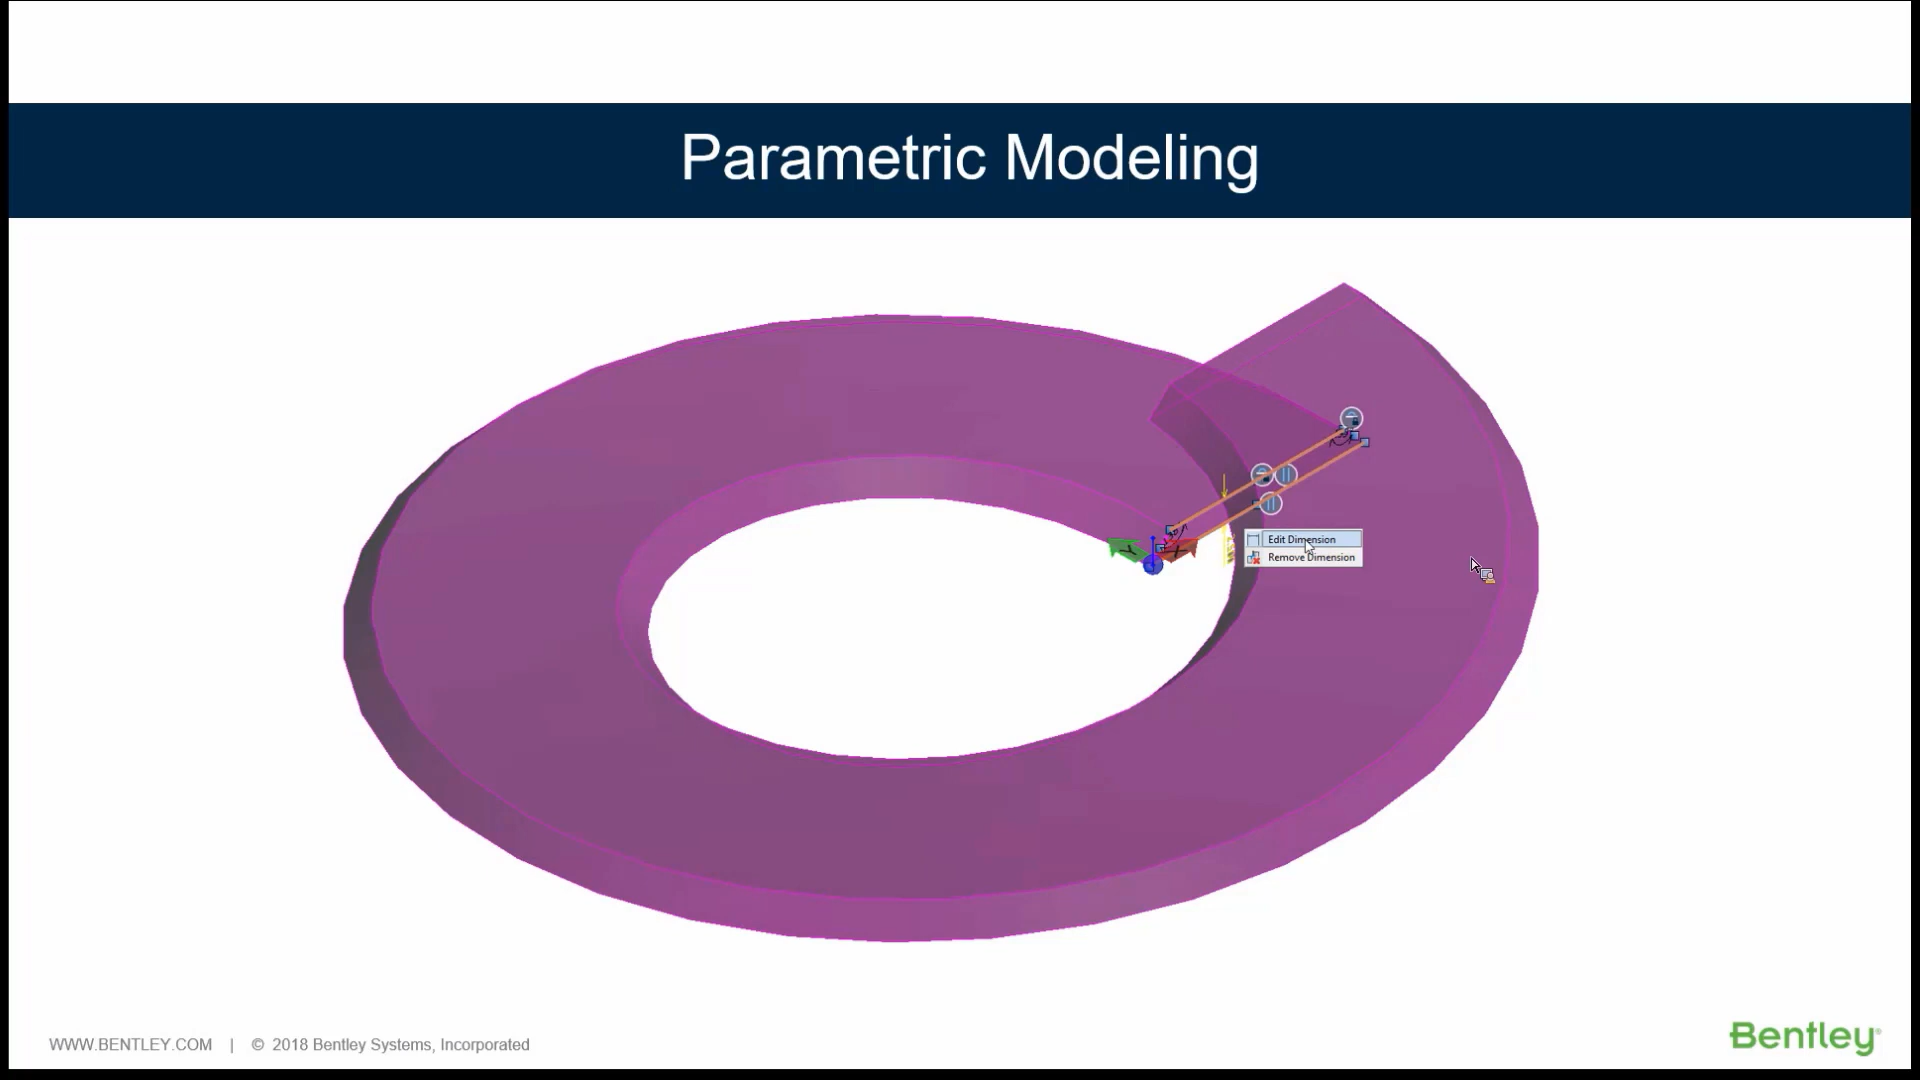 Parametric Modeling
Edit Dimension
Remove Dimension
Y
X
WWW.BENTLEY.COM | © 2018 Bentley Systems, Incorporated
Bentley®